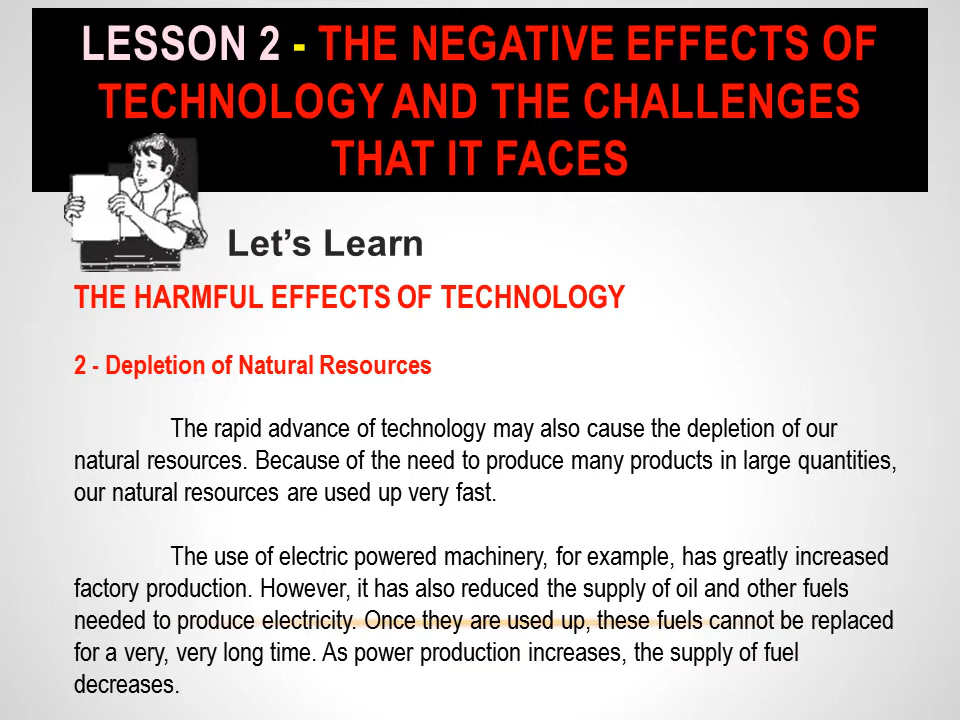 LESSON 2 - THE NEGATIVE EFFECTS OF
TECHNOLOGY AND THE CHALLENGES
THAT IT FACES
Let’s Learn
THE HARMFUL EFFECTS OF TECHNOLOGY
2 - Depletion of Natural Resources
The rapid advance of technology may also cause the depletion of our
natural resources. Because of the need to produce many products in large quantities,
our natural resources are used up very fast.
The use of electric powered machinery, for example, has greatly increased
factory production. However, it has also reduced the supply of oil and other fuels
needed to produce electricity. Once they are used up, these fuels cannot be replaced
for a very, very long time. As power production increases, the supply of fuel
decreases.